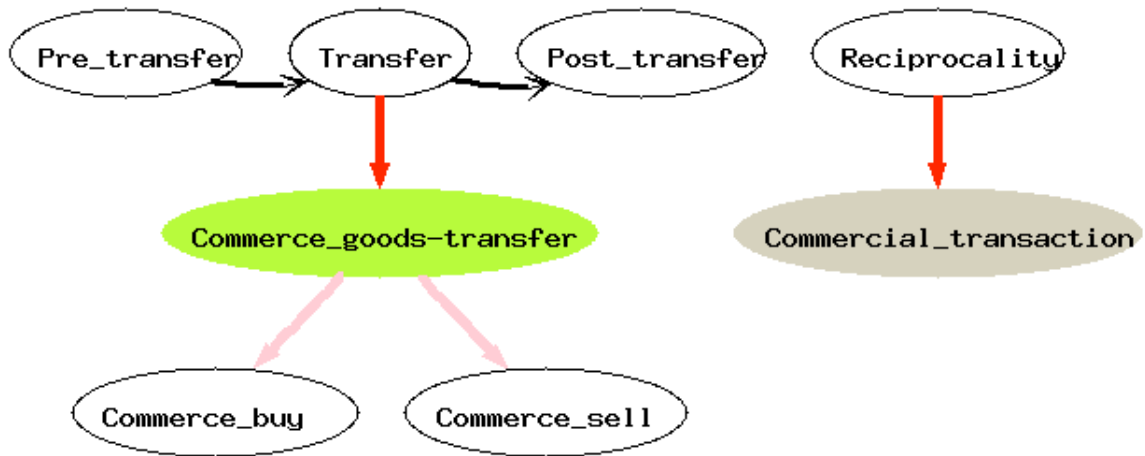 Pre_transfer
Transfer
Post_transfer
Reciprocality
Commerce_goods-transfer
Commercial_transaction
Commerce_buy
Commerce_sell